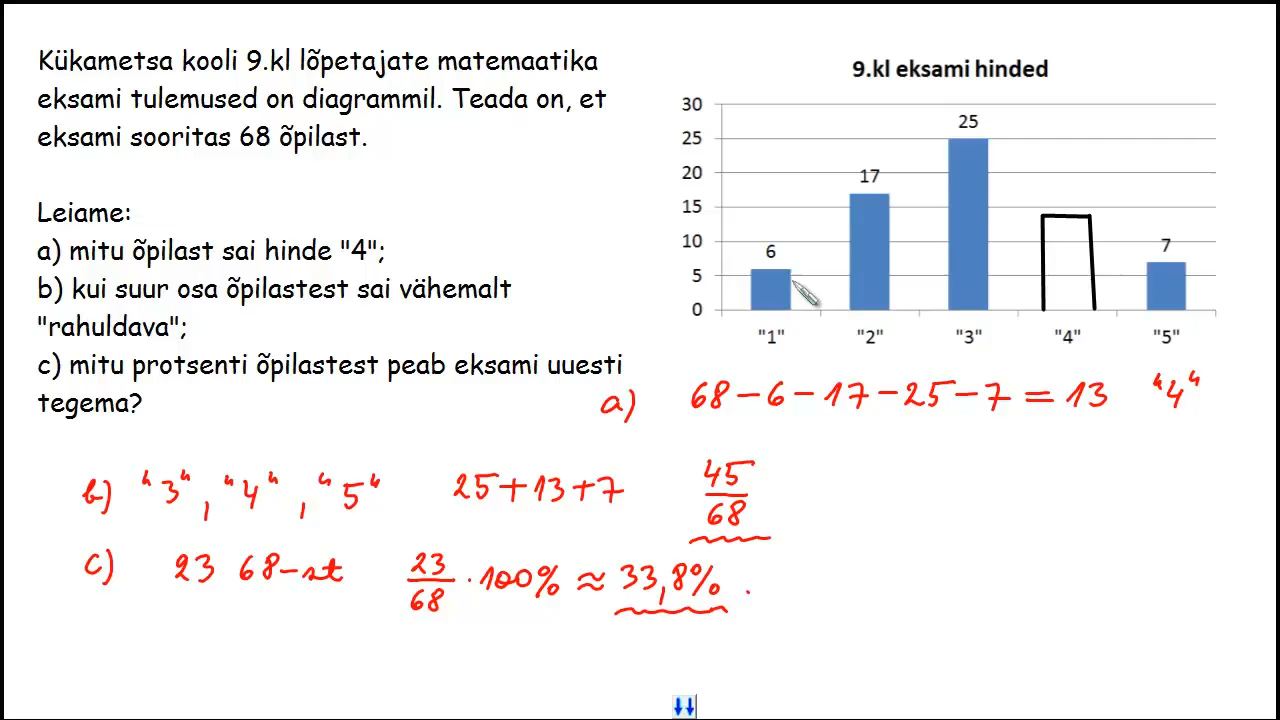 Kükametsa kooli 9.kl lõpetajate matemaatika
eksami tulemused on diagrammil. Teada on, et
eksami sooritas 68 õpilast.
Leiame:
a) mitu õpilast sai hinde "4";
b) kui suur osa õpilastest sai vähemalt
"rahuldava";
c) mitu protsenti õpilastest peab eksami uuesti
tegema?
9.kl eksami hinded
30
25
20
15
10
5
0
6
17
25
7
"1" "2" "3" "4" "5"
a) 68 – 6 – 17 – 25 – 7 = 13 "4"
b) "3", "4", "5" 25 + 13 + 7 45/68
c) 23 68-st 23/68 · 100% ≈ 33,8% .